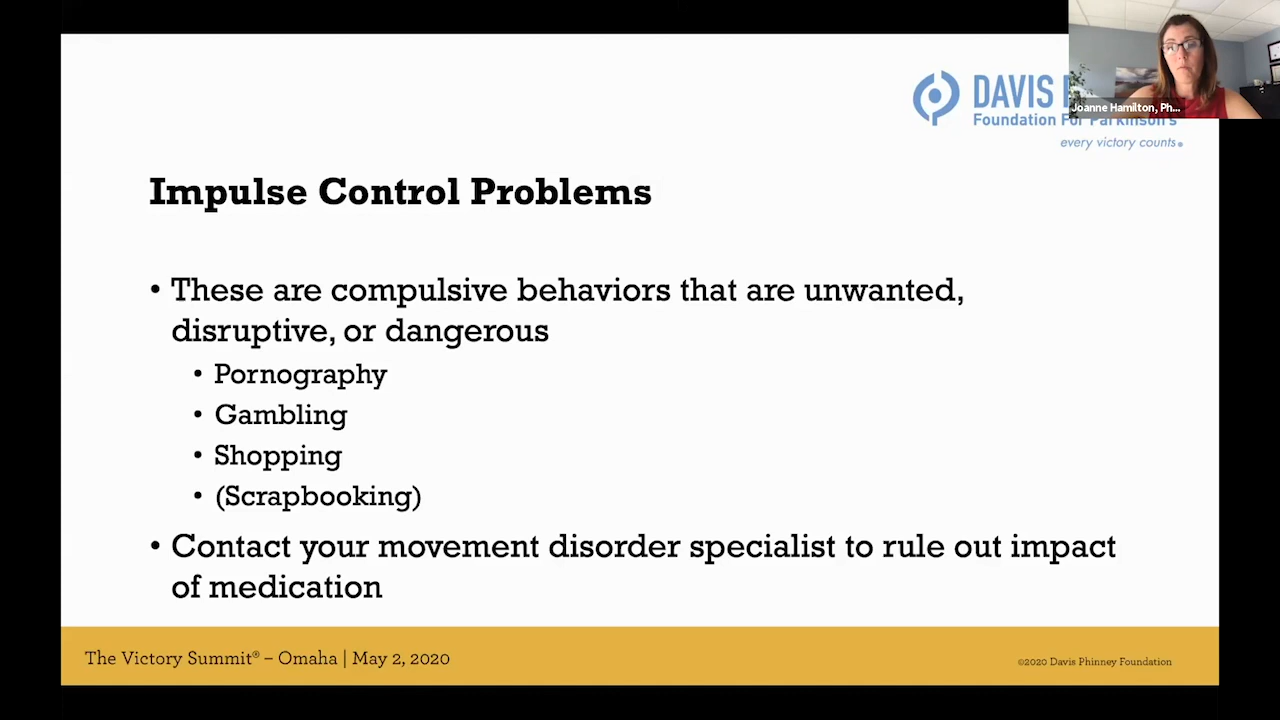 DAVIS
Foundation For Parkinson's
every victory counts.
Joanne Hamilton, Ph...
Impulse Control Problems
• These are compulsive behaviors that are unwanted,
disruptive, or dangerous
• Pornography
• Gambling
• Shopping
• (Scrapbooking)
• Contact your movement disorder specialist to rule out impact
of medication
The Victory Summit® – Omaha | May 2, 2020
©2020 Davis Phinney Foundation